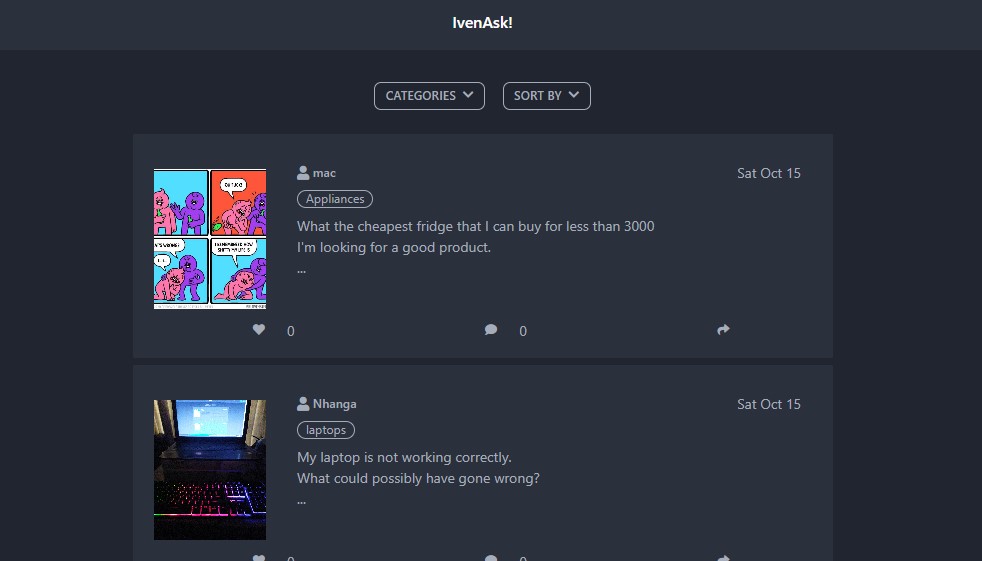 IvenAsk!
CATEGORIES
SORT BY
mac
Sat Oct 15
Appliances
What the cheapest fridge that I can buy for less than 3000
I'm looking for a good product.
...
0
0
Nhanga
Sat Oct 15
laptops
My laptop is not working correctly.
What could possibly have gone wrong?
...
0
0